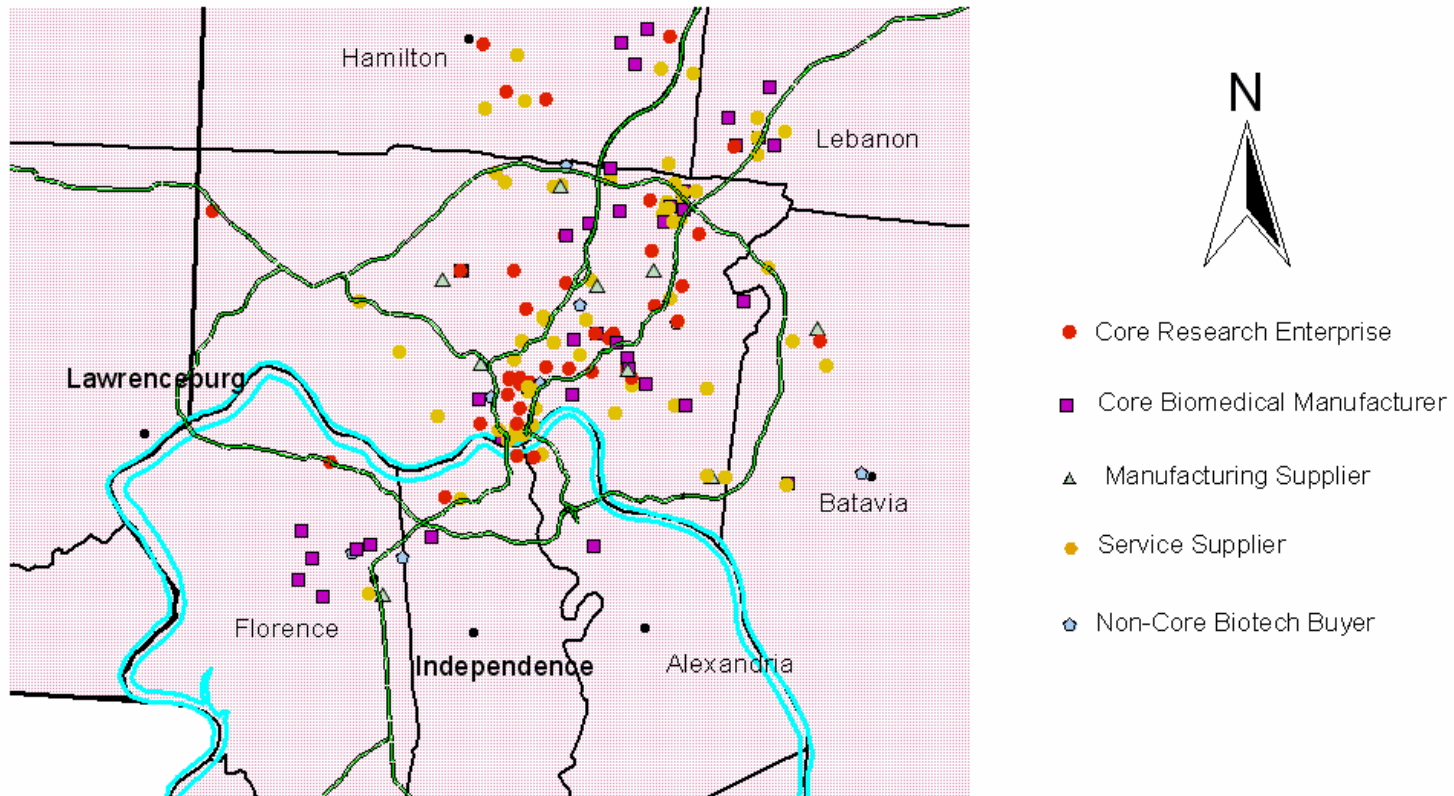 Hamilton
Lebanon
Lawrenceburg
Batavia
Florence
Independence
Alexandria
N
Core Research Enterprise
Core Biomedical Manufacturer
Manufacturing Supplier
Service Supplier
Non-Core Biotech Buyer